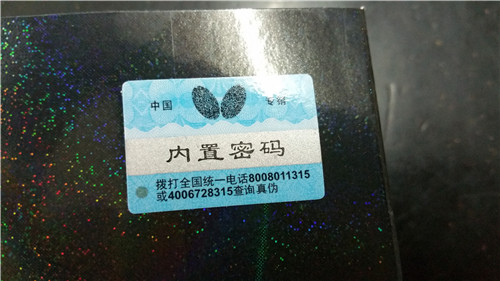 中国 专销
内置密码
拨打全国统一电话8008011315
或4006728315查询真伪